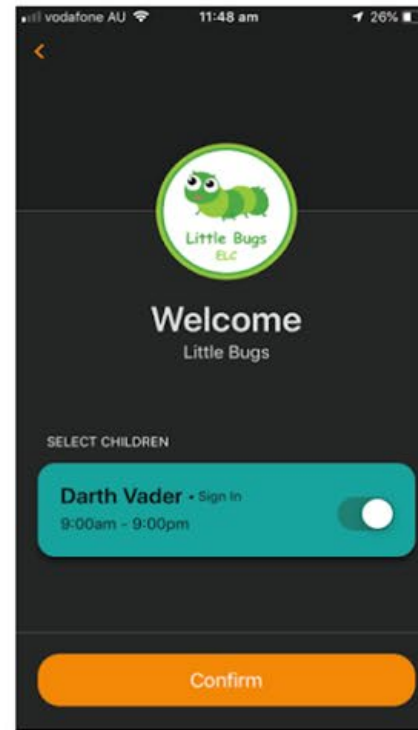 vodafone AU 11:48 am 26%
Little Bugs
ELC
Welcome
Little Bugs
SELECT CHILDREN
Darth Vader • Sign In
9:00am - 9:00pm
Confirm